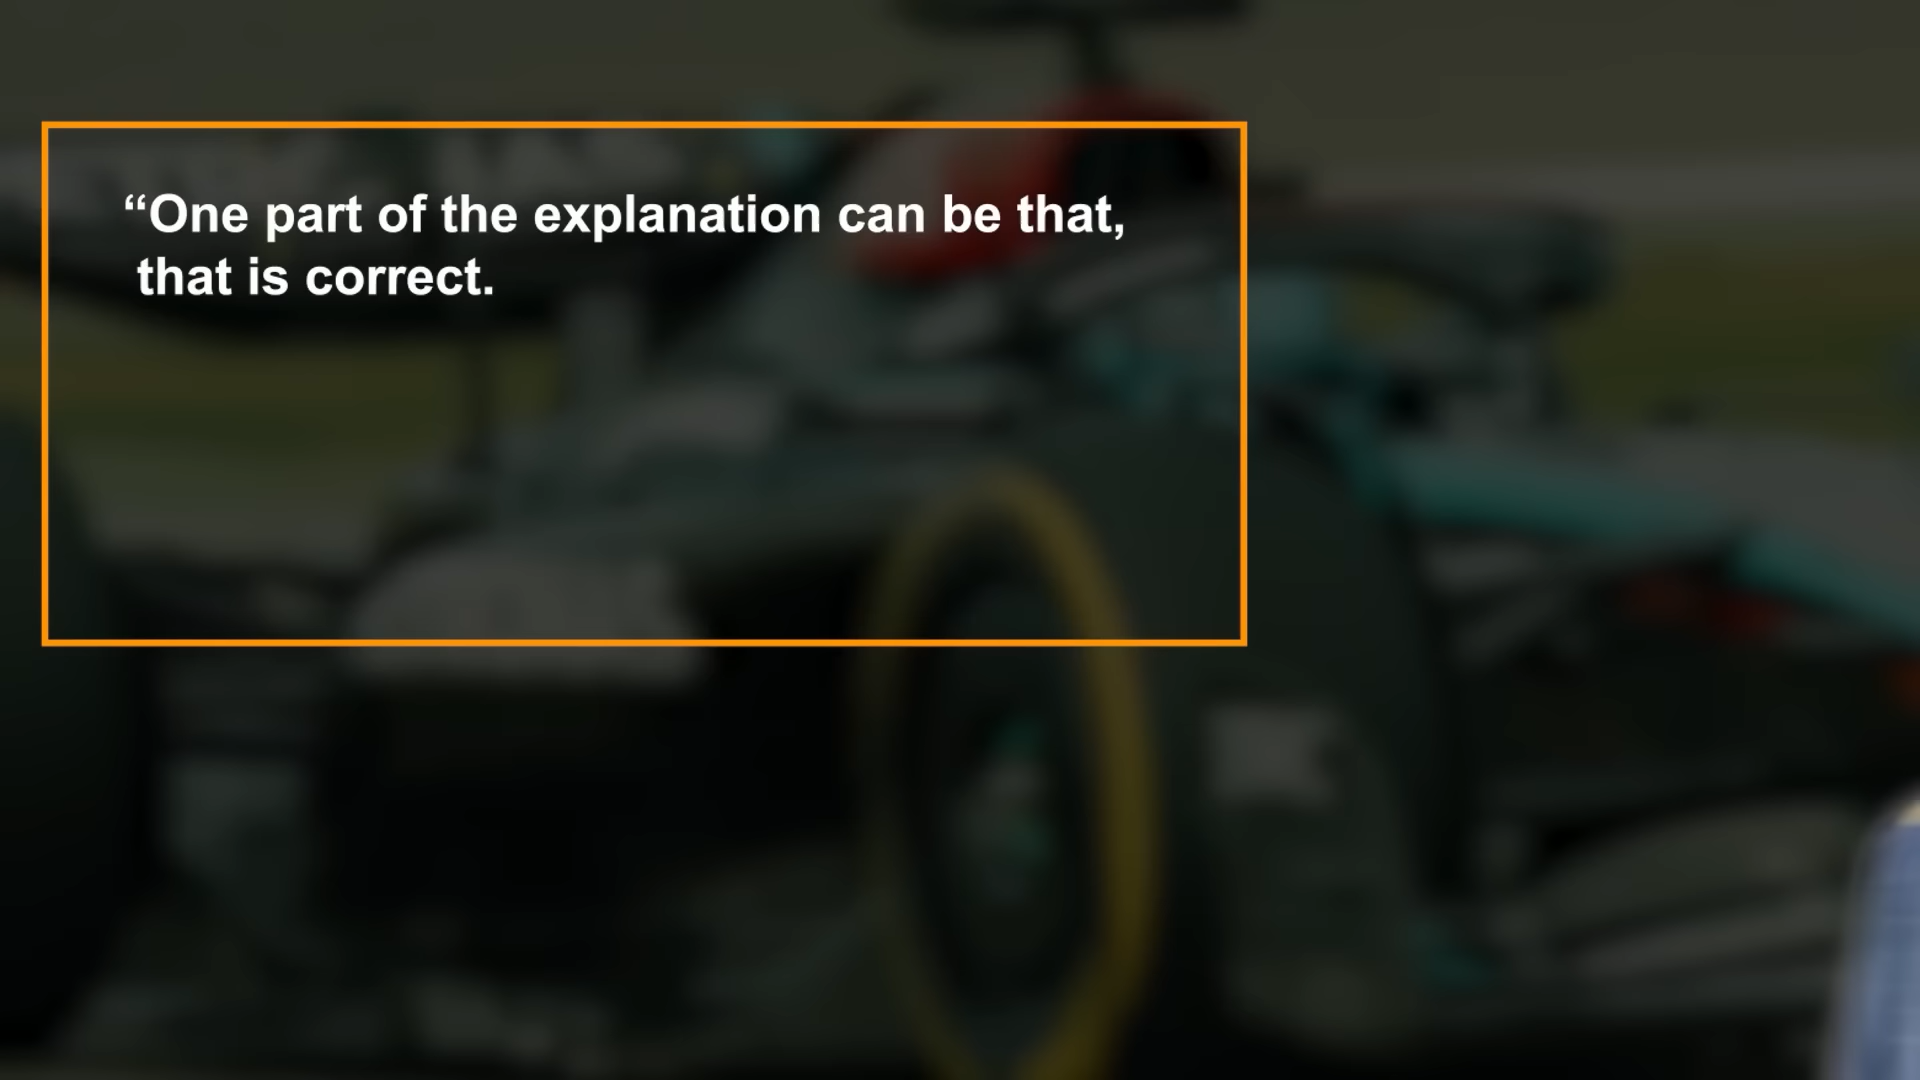 “One part of the explanation can be that,
that is correct.